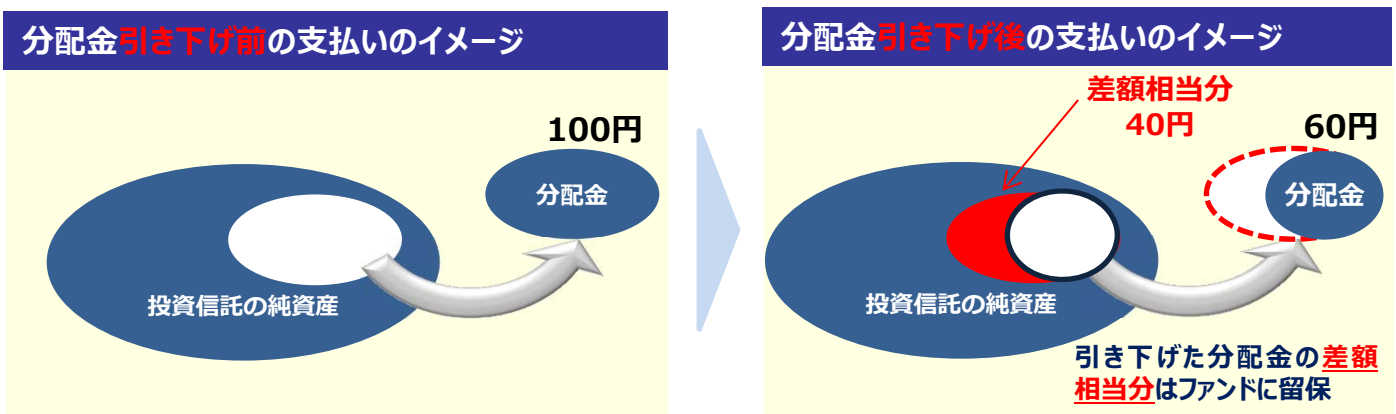 分配金引き下げ前の支払いのイメージ
100円
分配金
投資信託の純資産
分配金引き下げ後の支払いのイメージ
差額相当分
40円
60円
分配金
投資信託の純資産
引き下げた分配金の差額
相当分はファンドに留保